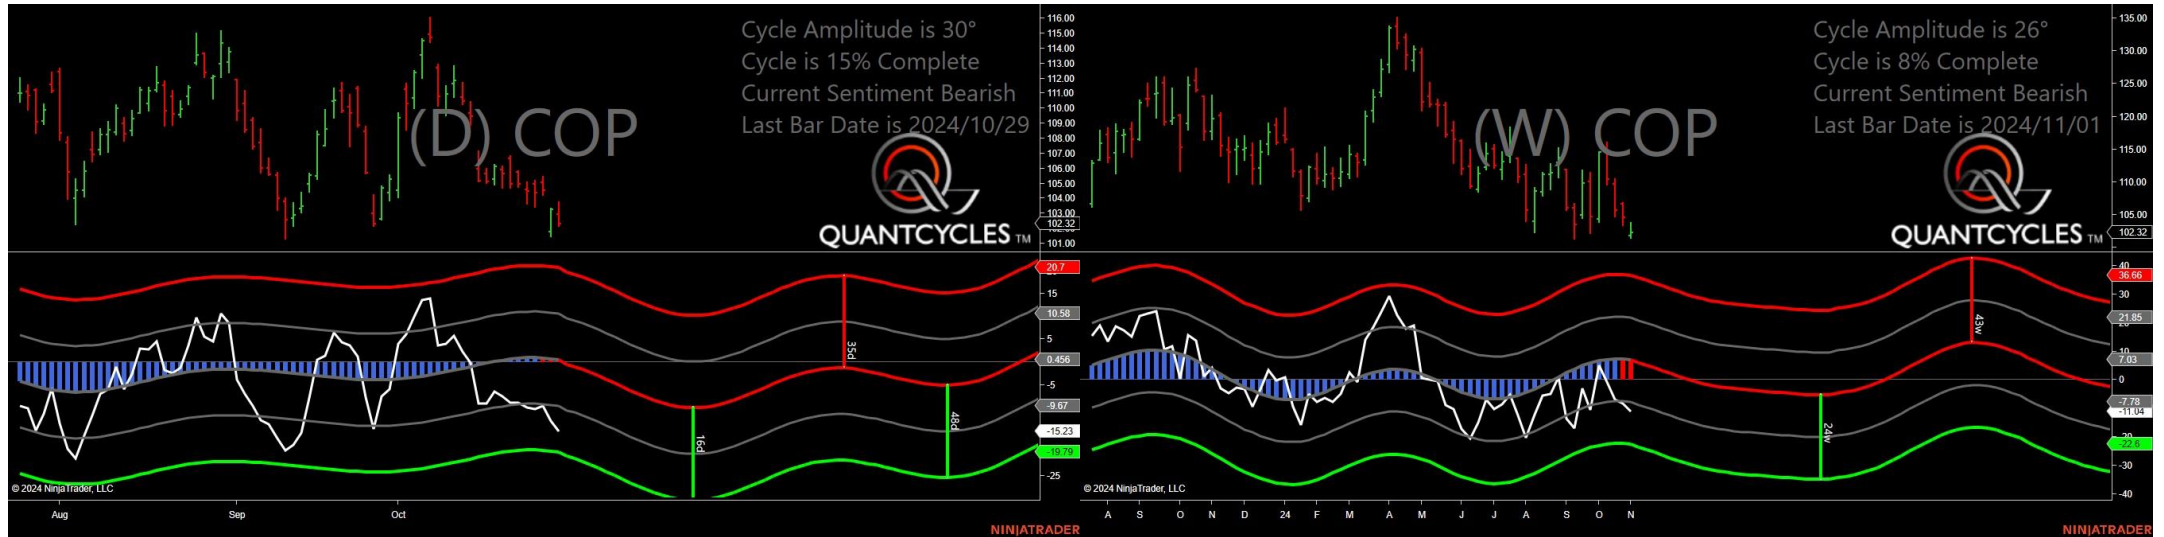 Cycle Amplitude is 30°
Cycle is 15% Complete
Current Sentiment Bearish
Last Bar Date is 2024/10/29
(D) COP
QUANTCYCLES TM
116.00
115.00
114.00
113.00
112.00
111.00
110.00
109.00
108.00
107.00
106.00
105.00
104.00
103.00
102.32
101.00
20.7
15
10.58
5
0.456
-5
-9.67
-15.23
-19.79
-25
35d
16d
48d
© 2024 NinjaTrader, LLC
Aug
Sep
Oct
NINJATRADER
Cycle Amplitude is 26°
Cycle is 8% Complete
Current Sentiment Bearish
Last Bar Date is 2024/11/01
(W) COP
QUANTCYCLES TM
135.00
130.00
125.00
120.00
115.00
110.00
105.00
102.32
40
36.66
30
21.85
10
7.03
0
-7.78
-11.04
-22.6
-30
-40
43w
24w
© 2024 NinjaTrader, LLC
A S O N D 24 F M A M J J A S O N
NINJATRADER